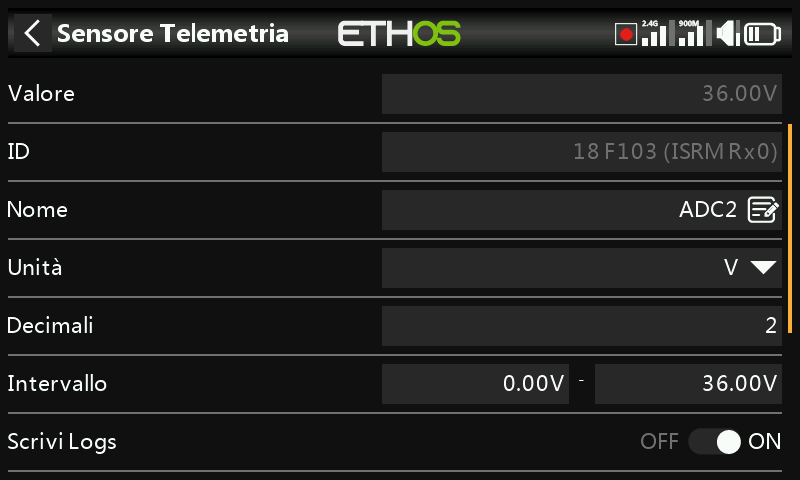 Sensore Telemetria ETHOS 2.4G 900M
Valore 36.00V
ID 18 F103 (ISRM Rx0)
Nome ADC2
Unità V
Decimali 2
Intervallo 0.00V - 36.00V
Scrivi Logs OFF ON